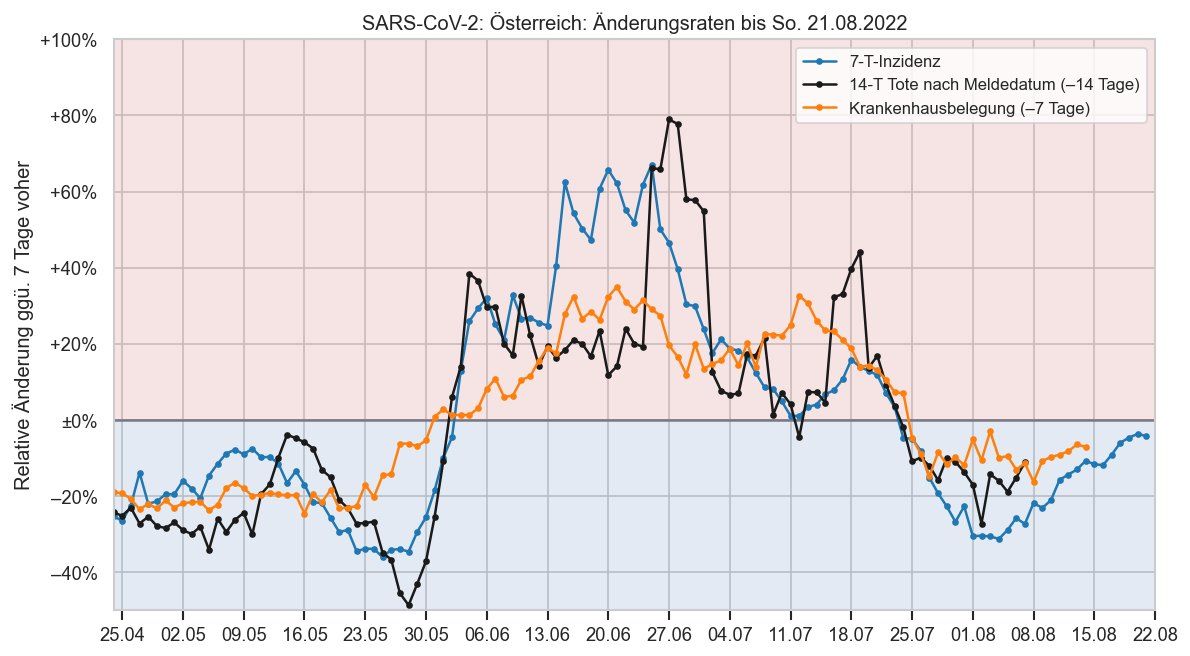 SARS-CoV-2: Österreich: Änderungsraten bis So. 21.08.2022
Relative Änderung ggü. 7 Tage voher
+100%
+80%
+60%
+40%
+20%
±0%
–20%
–40%
7-T-Inzidenz
14-T Tote nach Meldedatum (–14 Tage)
Krankenhausbelegung (–7 Tage)
25.04 02.05 09.05 16.05 23.05 30.05 06.06 13.06 20.06 27.06 04.07 11.07 18.07 25.07 01.08 08.08 15.08 22.08